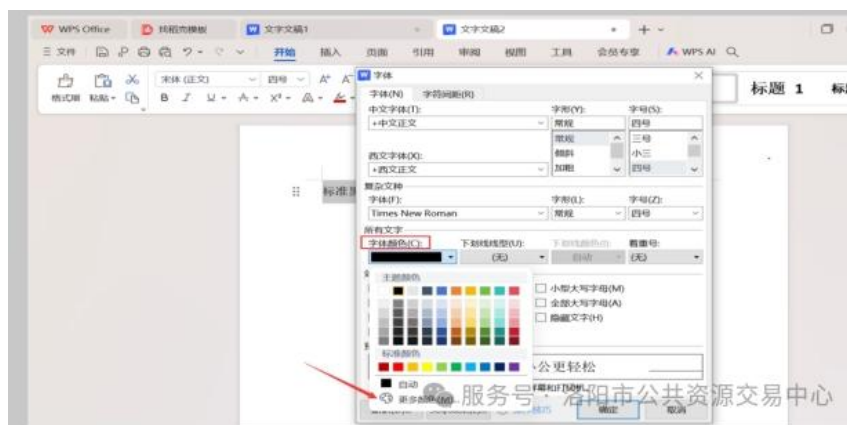 WPS Office 找稻壳模板 文字文稿1 文字文稿2
文件 开始 插入 页面 引用 审阅 视图 工具 会员专享 WPS AI
格式刷 粘贴 宋体 (正文) 四号 标题 1
字体
字体(N) 字符间距(R)
中文字体(T): 字形(Y): 字号(S):
+中文正文 常规 四号
常规 三号
倾斜 小三
西文字体(X):
+西文正文 加粗 四号
复杂文种
字体(F): 字形(L): 字号(Z):
Times New Roman 常规 四号
所有文字
字体颜色(C): 下划线线型(U): 下划线颜色(I): 着重号:
(无) 自动 (无)
主题颜色
小型大写字母(M)
全部大写字母(A)
隐藏文字(H)
标准颜色
公更轻松
自动
更多颜色(M)...
服务号 · 洛阳市公共资源交易中心
确定 取消